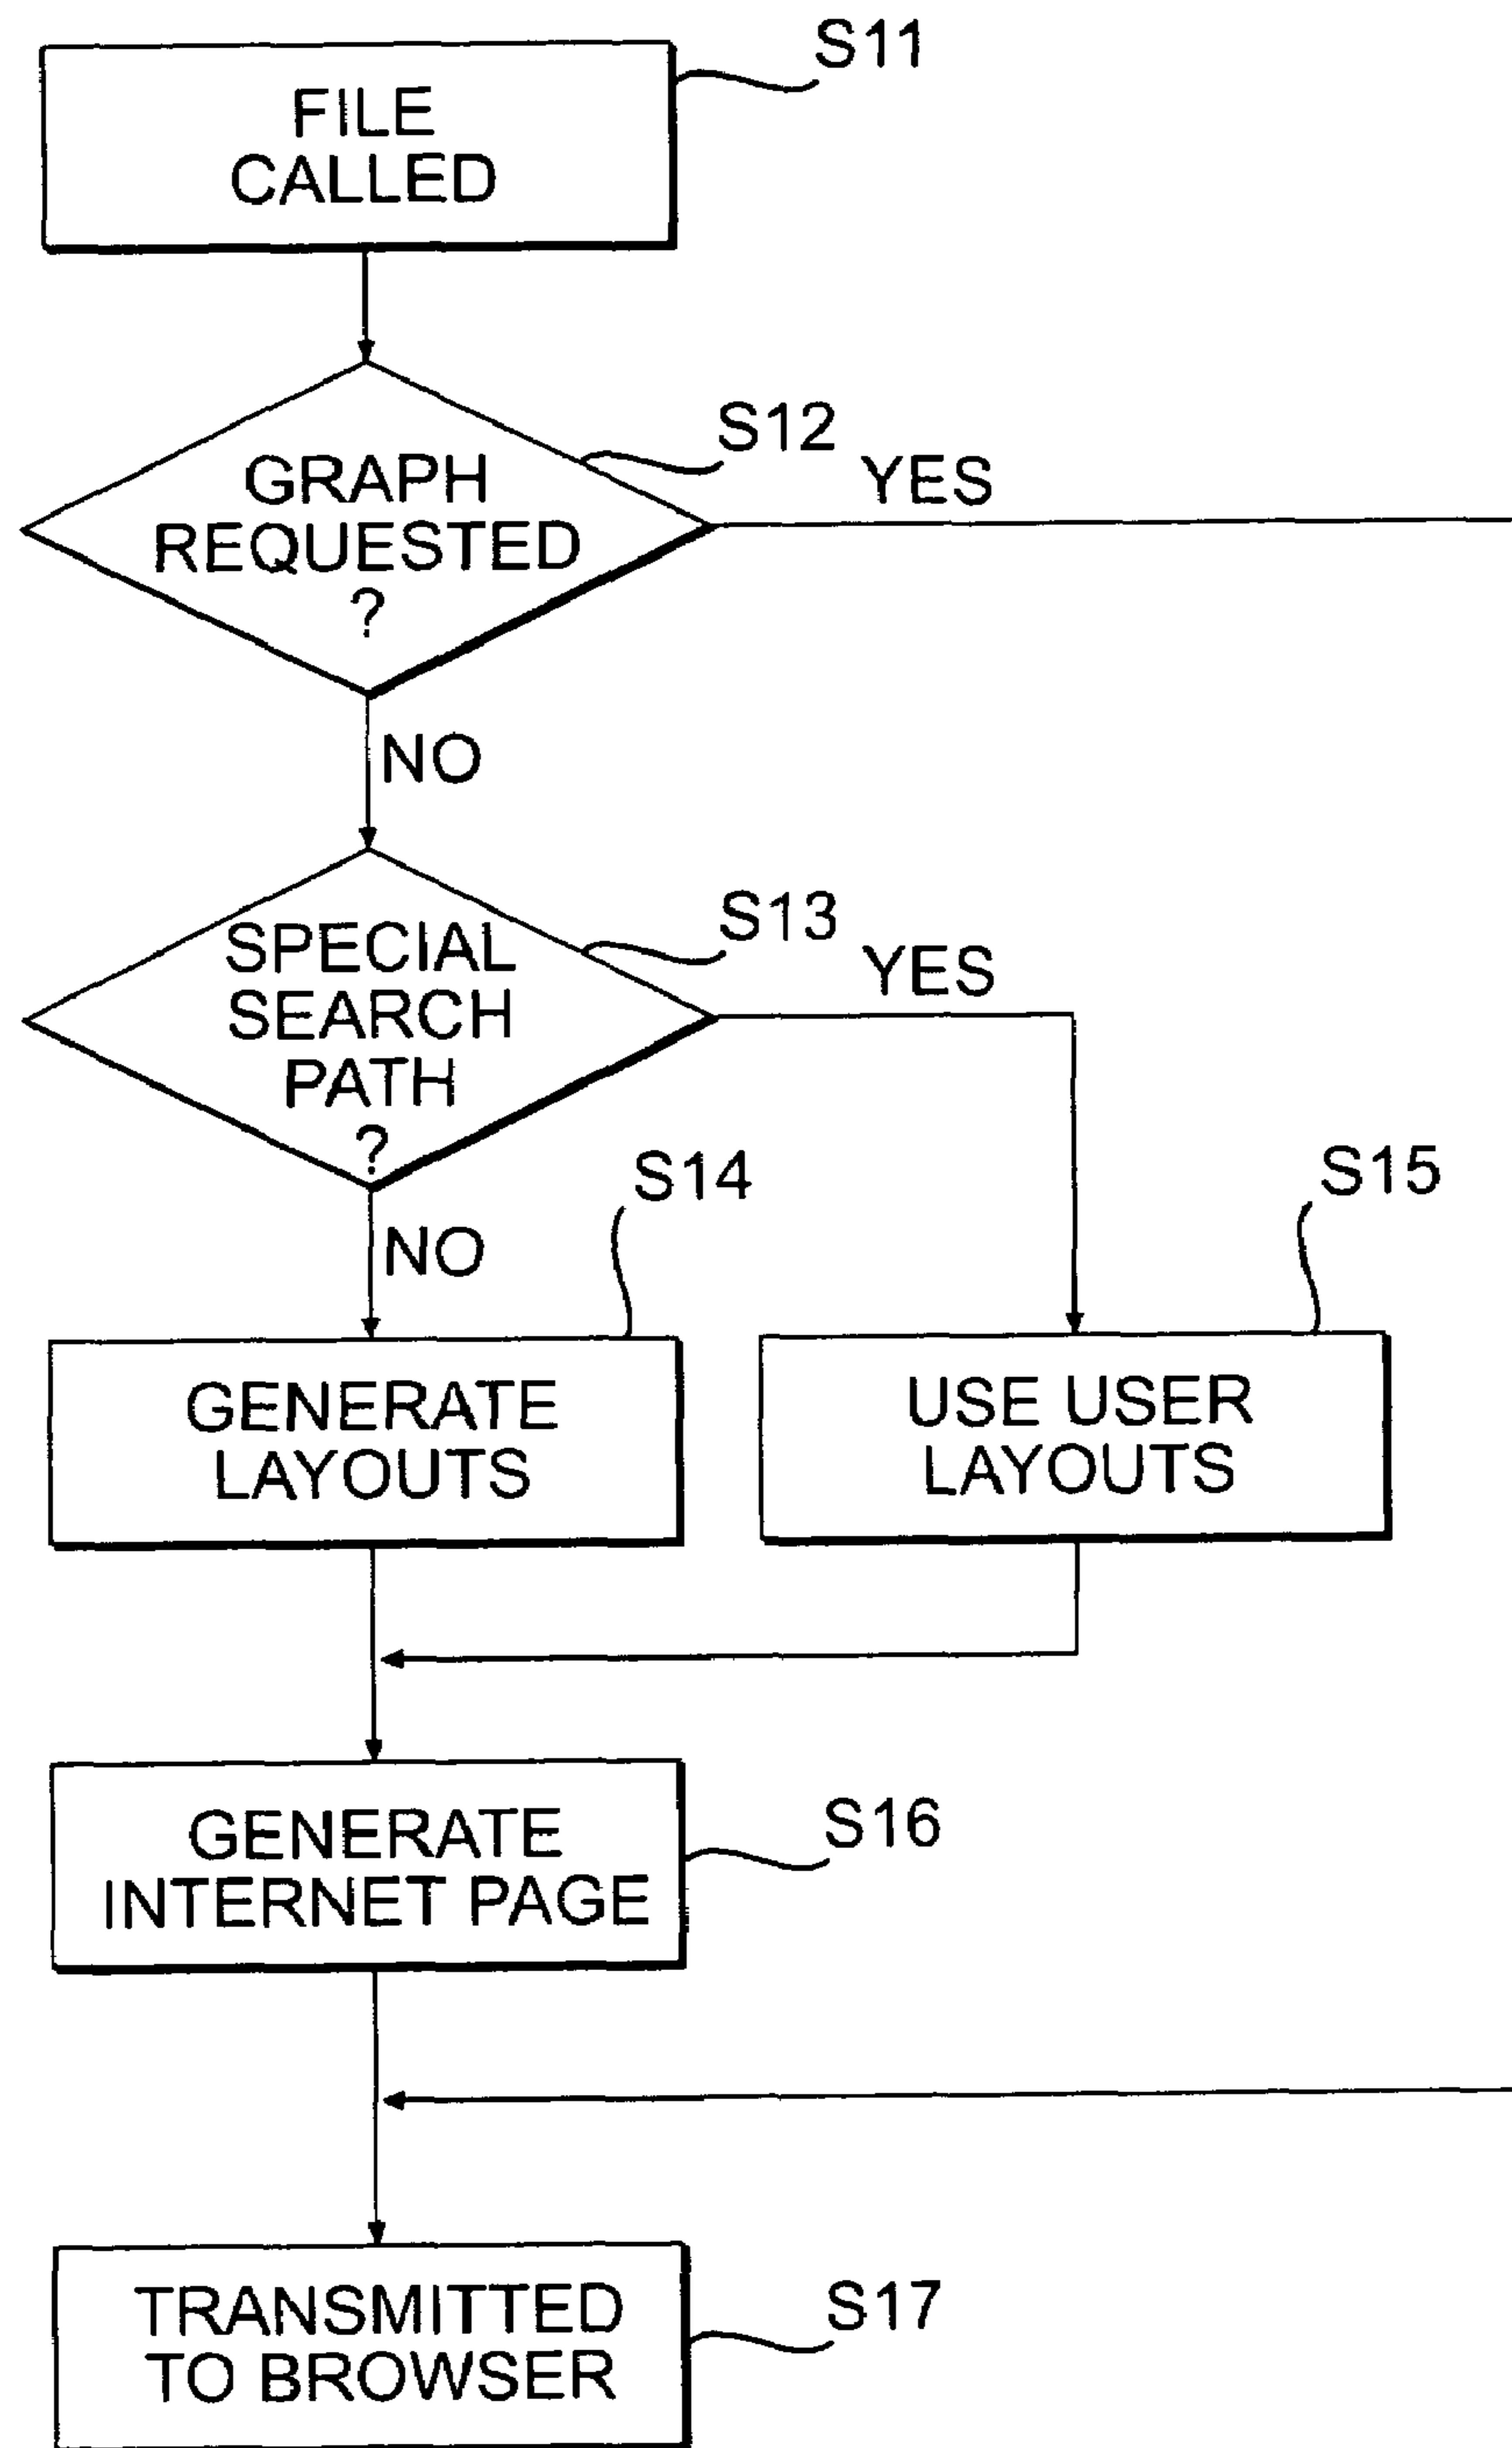 S11
FILE
CALLED
S12
GRAPH
REQUESTED
?
YES
NO
S13
SPECIAL
SEARCH
PATH
?
YES
NO
S14
GENERATE
LAYOUTS
S15
USE USER
LAYOUTS
GENERATE
INTERNET PAGE
S16
TRANSMITTED
TO BROWSER
S17